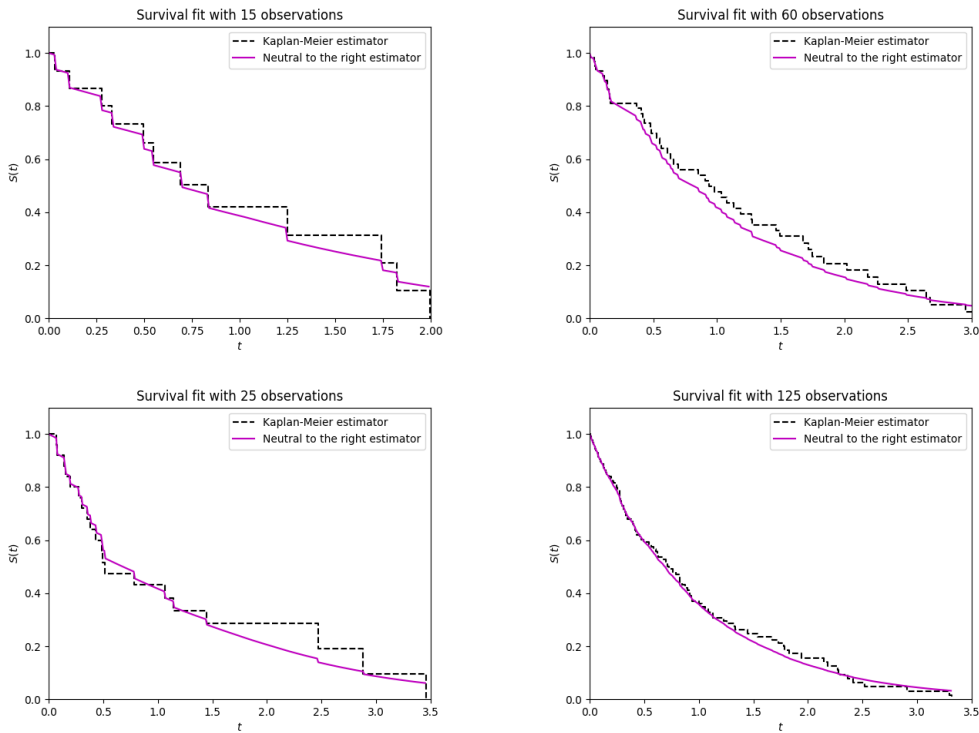 Survival fit with 15 observations
Kaplan-Meier estimator
Neutral to the right estimator
S(t)
1.0
0.8
0.6
0.4
0.2
0.0
0.00 0.25 0.50 0.75 1.00 1.25 1.50 1.75 2.00
t
Survival fit with 60 observations
Kaplan-Meier estimator
Neutral to the right estimator
S(t)
1.0
0.8
0.6
0.4
0.2
0.0
0.0 0.5 1.0 1.5 2.0 2.5 3.0
t
Survival fit with 25 observations
Kaplan-Meier estimator
Neutral to the right estimator
S(t)
1.0
0.8
0.6
0.4
0.2
0.0
0.0 0.5 1.0 1.5 2.0 2.5 3.0 3.5
t
Survival fit with 125 observations
Kaplan-Meier estimator
Neutral to the right estimator
S(t)
1.0
0.8
0.6
0.4
0.2
0.0
0.0 0.5 1.0 1.5 2.0 2.5 3.0 3.5
t